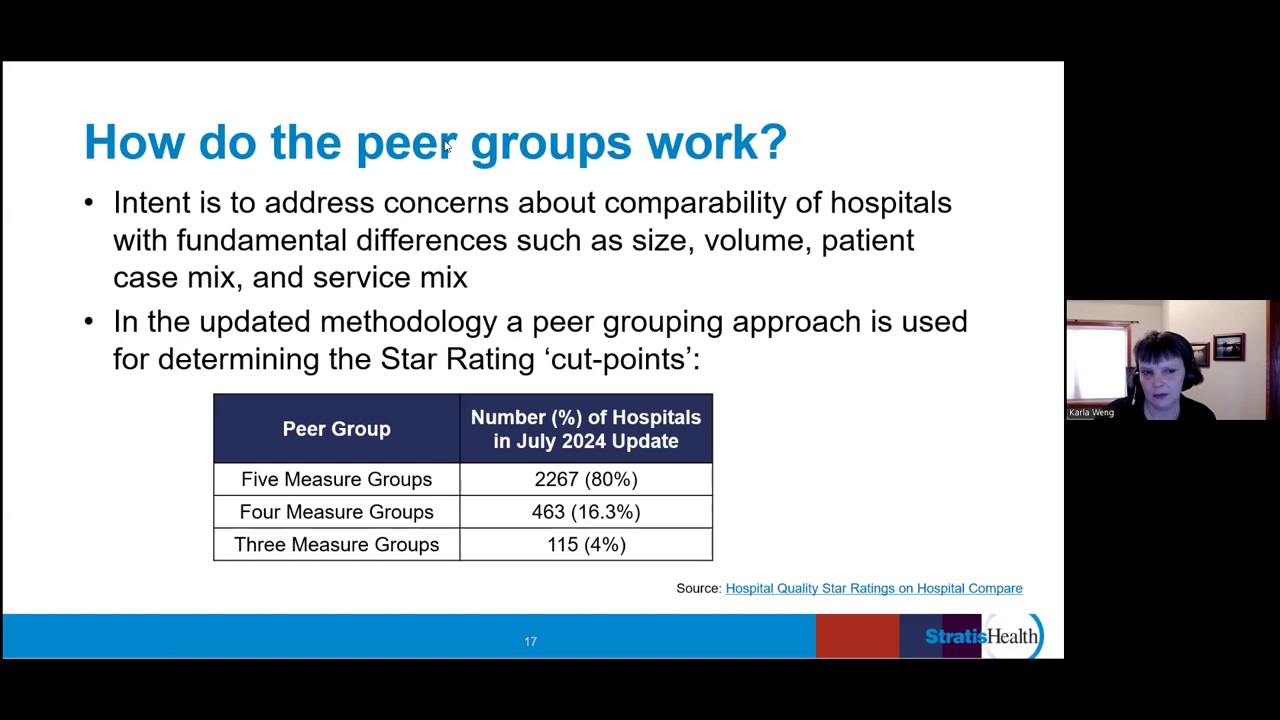 How do the peer groups work?
• Intent is to address concerns about comparability of hospitals
with fundamental differences such as size, volume, patient
case mix, and service mix
• In the updated methodology a peer grouping approach is used
for determining the Star Rating ‘cut-points’:
Peer Group
Number (%) of Hospitals
in July 2024 Update
Five Measure Groups
2267 (80%)
Four Measure Groups
463 (16.3%)
Three Measure Groups
115 (4%)
Source: Hospital Quality Star Ratings on Hospital Compare
17
StratisHealth
Karla Weng